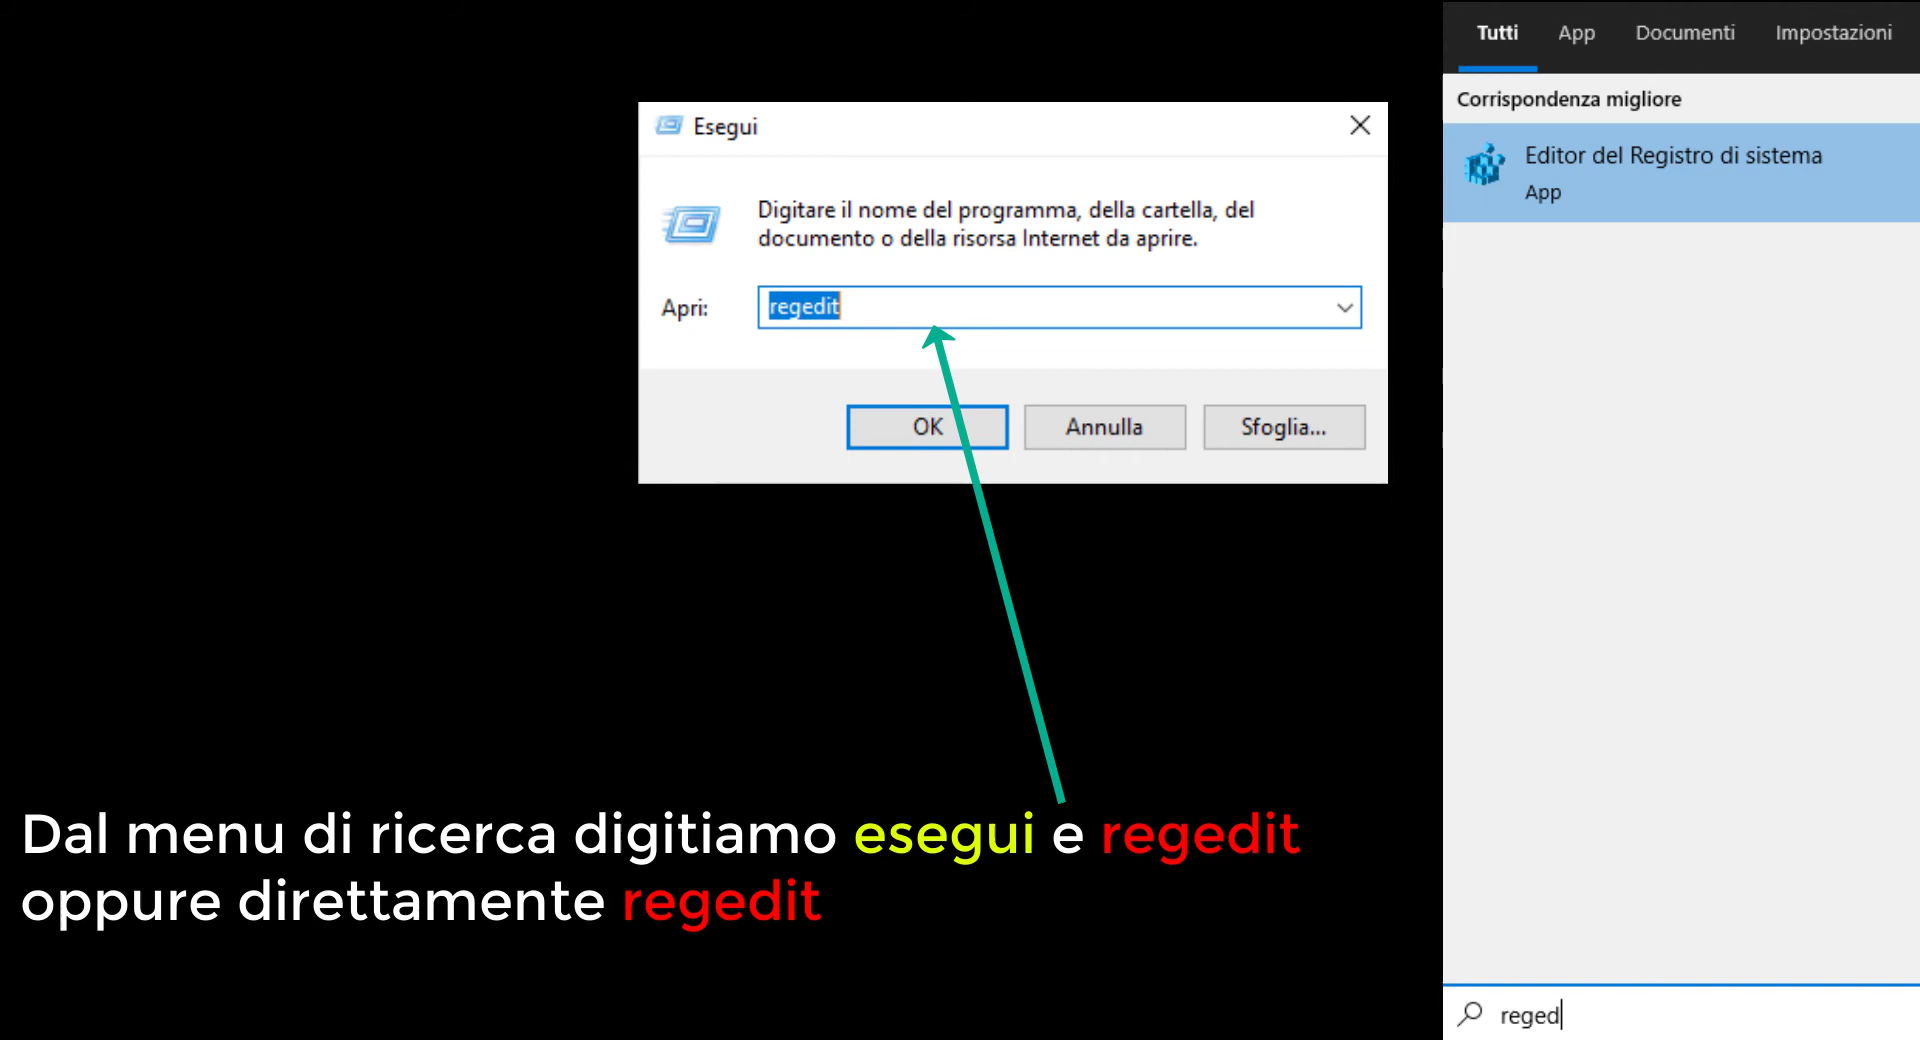 Tutti App Documenti Impostazioni
Corrispondenza migliore
Editor del Registro di sistema
App
Esegui
Digitare il nome del programma, della cartella, del
documento o della risorsa Internet da aprire.
Apri: regedit
OK Annulla Sfoglia...
Dal menu di ricerca digitiamo esegui e regedit
oppure direttamente regedit
reged